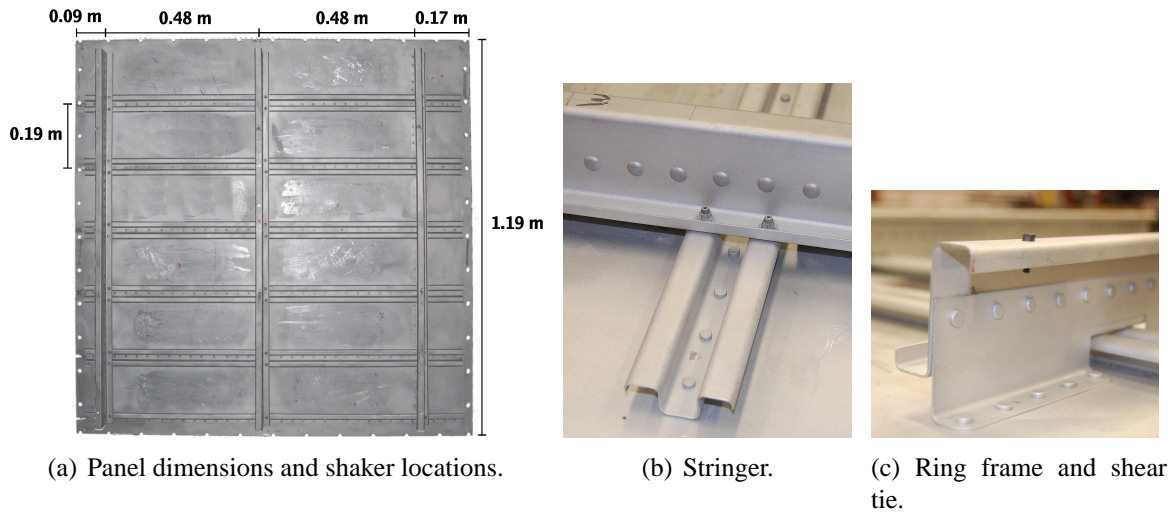 0.09 m 0.48 m 0.48 m 0.17 m
0.19 m
1.19 m
(a) Panel dimensions and shaker locations.
(b) Stringer.
(c) Ring frame and shear
tie.